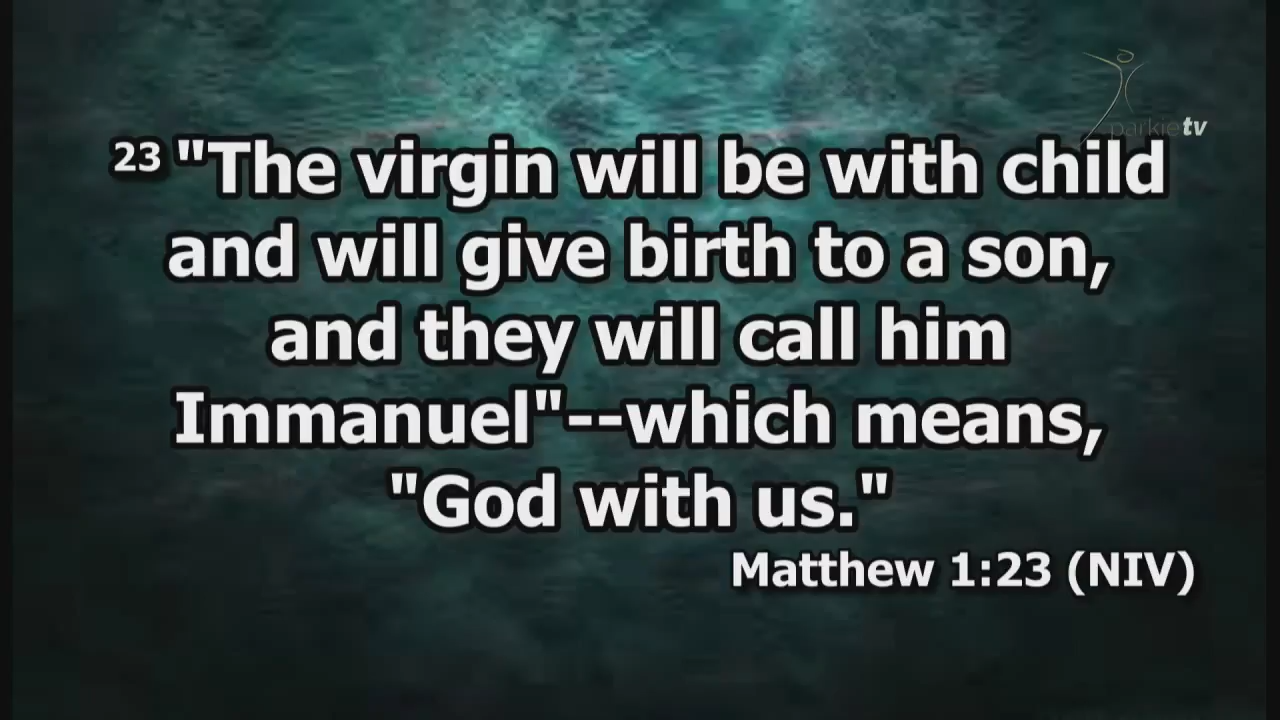 parkietv
23 "The virgin will be with child
and will give birth to a son,
and they will call him
Immanuel"--which means,
"God with us."
Matthew 1:23 (NIV)